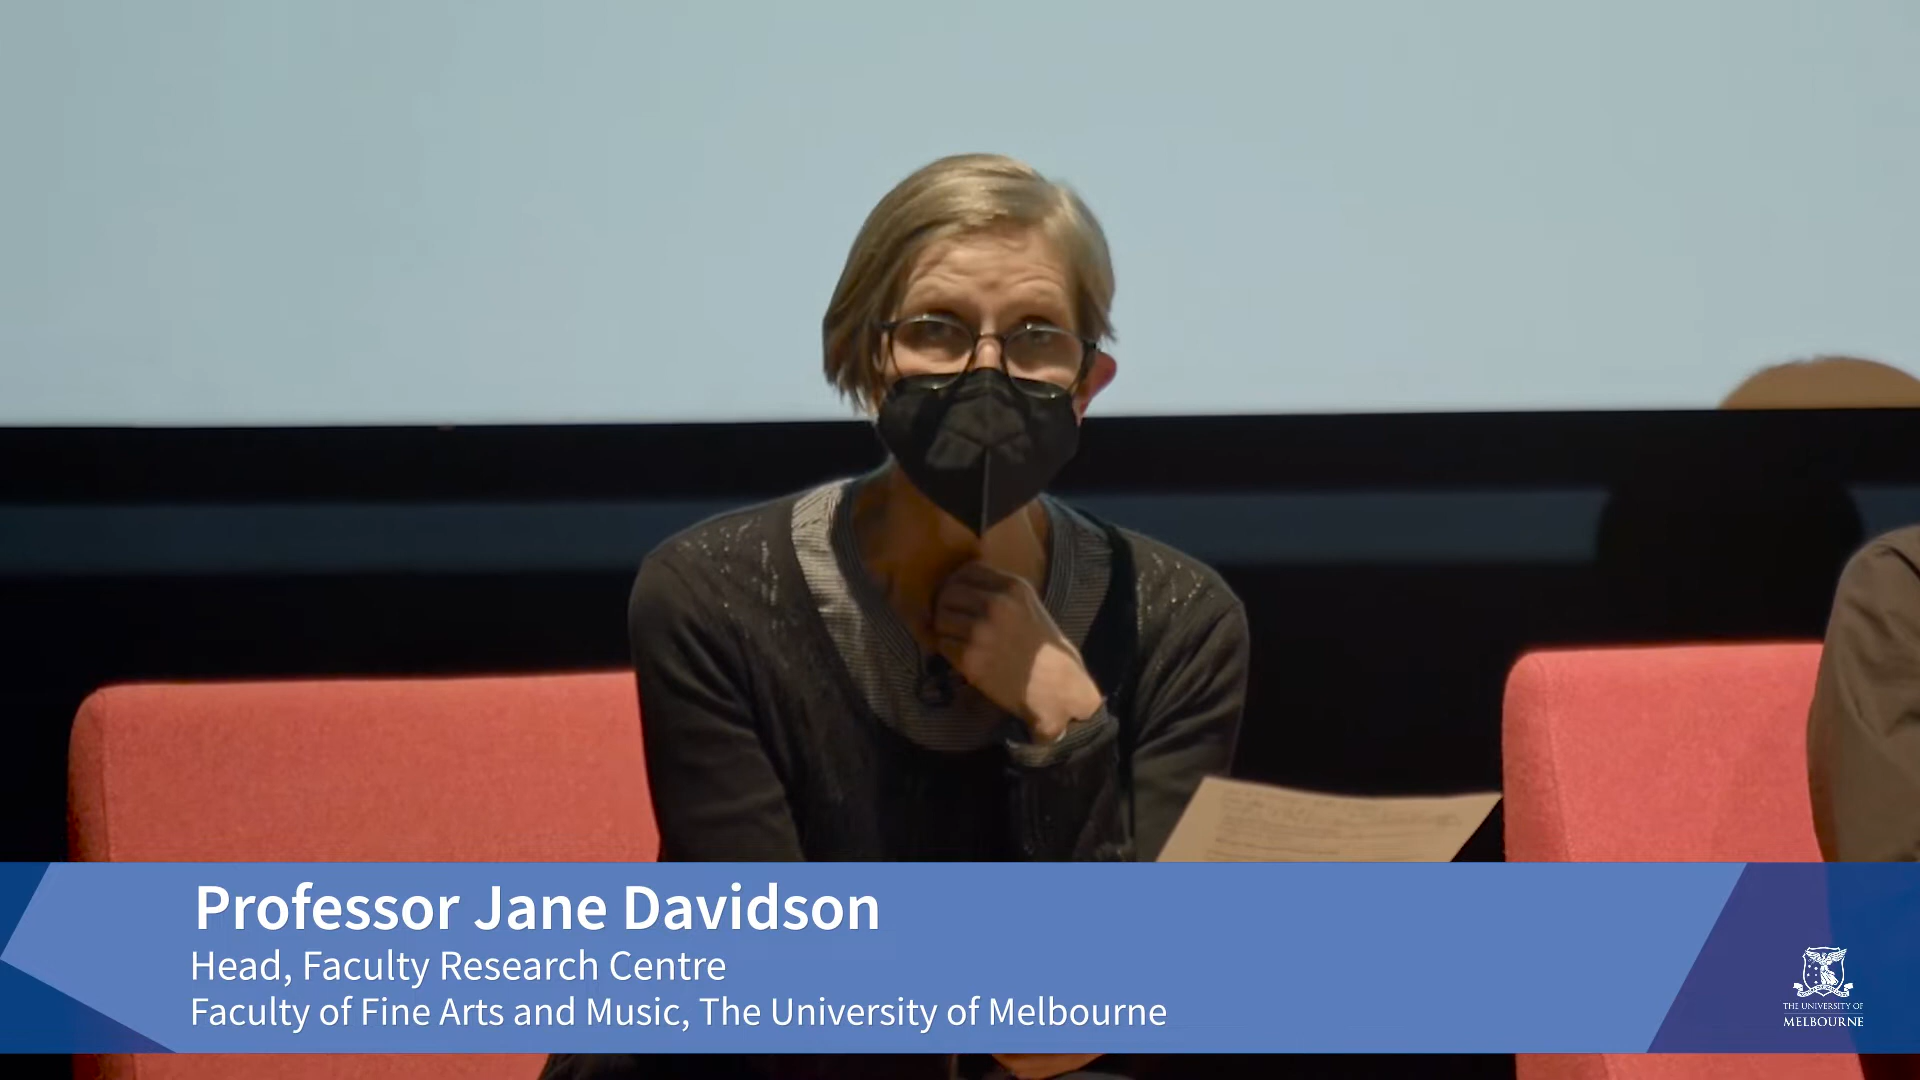 Professor Jane Davidson
Head, Faculty Research Centre
Faculty of Fine Arts and Music, The University of Melbourne
THE UNIVERSITY OF
MELBOURNE